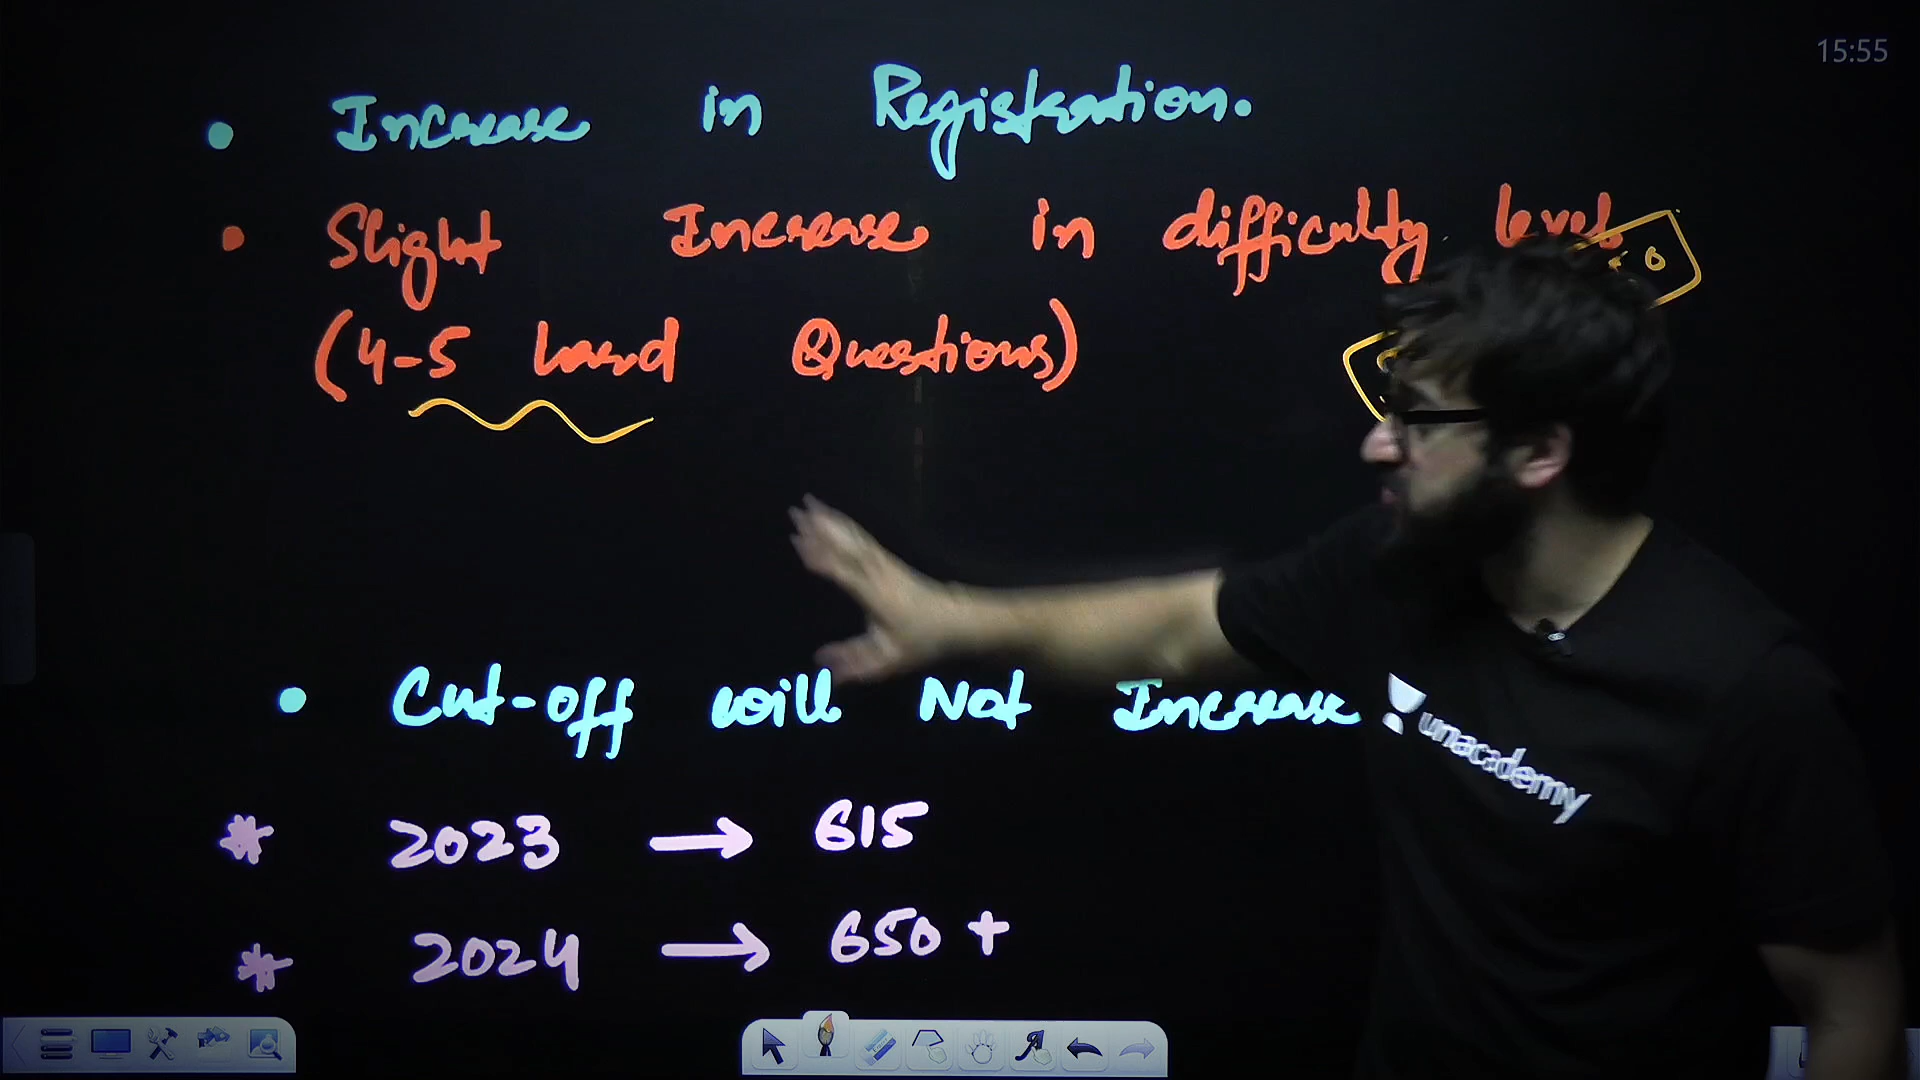 15:55
• Increase in Registration.
• Slight Increase in difficulty level
(4-5 hard Questions)
• Cut-off will Not Increase
unacademy
* 2023 → 615
* 2024 → 650 +